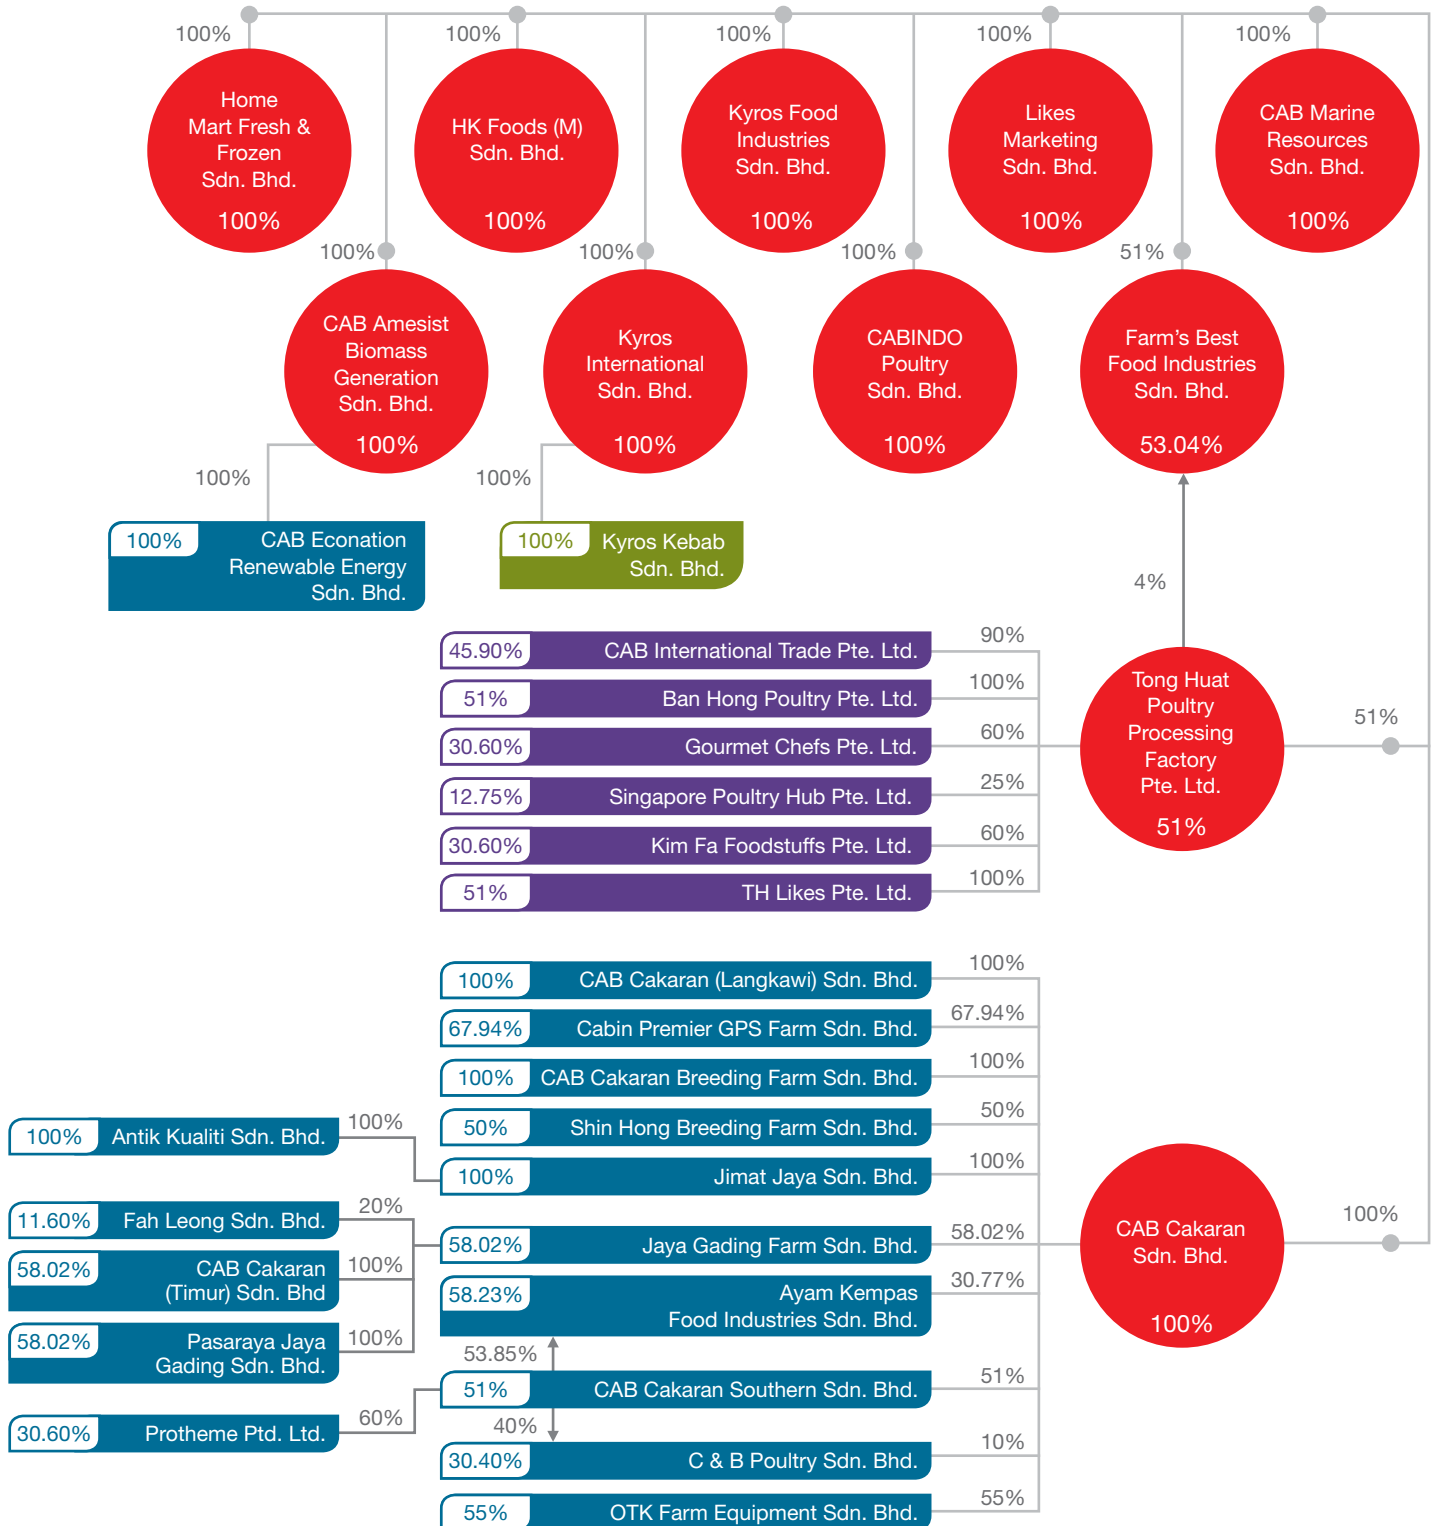 100%
100%
100%
100%
100%
Home
Mart Fresh &
Frozen
Sdn. Bhd.
100%
HK Foods (M)
Sdn. Bhd.
100%
Kyros Food
Industries
Sdn. Bhd.
100%
Likes
Marketing
Sdn. Bhd.
100%
CAB Marine
Resources
Sdn. Bhd.
100%
100%
100%
100%
51%
CAB Amesist
Biomass
Generation
Sdn. Bhd.
100%
Kyros
International
Sdn. Bhd.
100%
CABINDO
Poultry
Sdn. Bhd.
100%
Farm's Best
Food Industries
Sdn. Bhd.
53.04%
100%
100%
100%
CAB Econation
Renewable Energy
Sdn. Bhd.
100%
Kyros Kebab
Sdn. Bhd.
4%
45.90% CAB International Trade Pte. Ltd. 90%
51% Ban Hong Poultry Pte. Ltd. 100%
30.60% Gourmet Chefs Pte. Ltd. 60%
12.75% Singapore Poultry Hub Pte. Ltd. 25%
30.60% Kim Fa Foodstuffs Pte. Ltd. 60%
51% TH Likes Pte. Ltd. 100%
Tong Huat
Poultry
Processing
Factory
Pte. Ltd.
51%
51%
100% CAB Cakaran (Langkawi) Sdn. Bhd. 100%
67.94% Cabin Premier GPS Farm Sdn. Bhd. 67.94%
100% CAB Cakaran Breeding Farm Sdn. Bhd. 100%
50% Shin Hong Breeding Farm Sdn. Bhd. 50%
100% Antik Kualiti Sdn. Bhd. 100%
100% Jimat Jaya Sdn. Bhd. 100%
11.60% Fah Leong Sdn. Bhd. 20%
58.02% CAB Cakaran
(Timur) Sdn. Bhd
100%
58.02% Pasaraya Jaya
Gading Sdn. Bhd.
100%
58.02% Jaya Gading Farm Sdn. Bhd. 58.02%
58.23% Ayam Kempas
Food Industries Sdn. Bhd.
30.77%
53.85%
51% CAB Cakaran Southern Sdn. Bhd. 51%
30.60% Protheme Ptd. Ltd. 60%
40%
30.40% C & B Poultry Sdn. Bhd. 10%
55% OTK Farm Equipment Sdn. Bhd. 55%
CAB Cakaran
Sdn. Bhd.
100%
100%